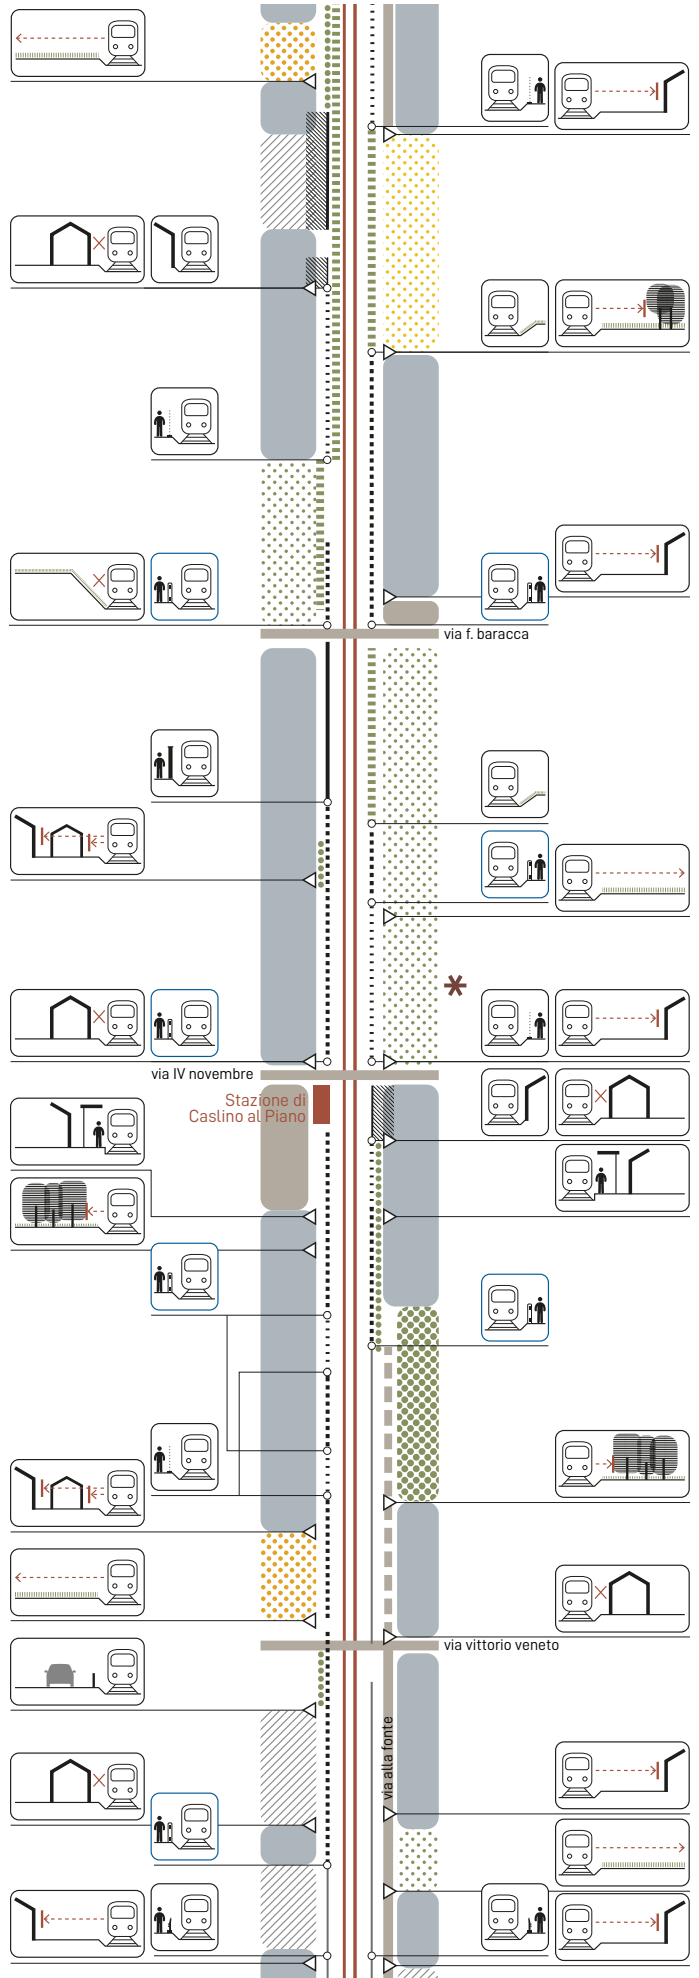 via f. baracca
via IV novembre
Stazione di
Caslino al Piano
via vittorio veneto
via alla fonte